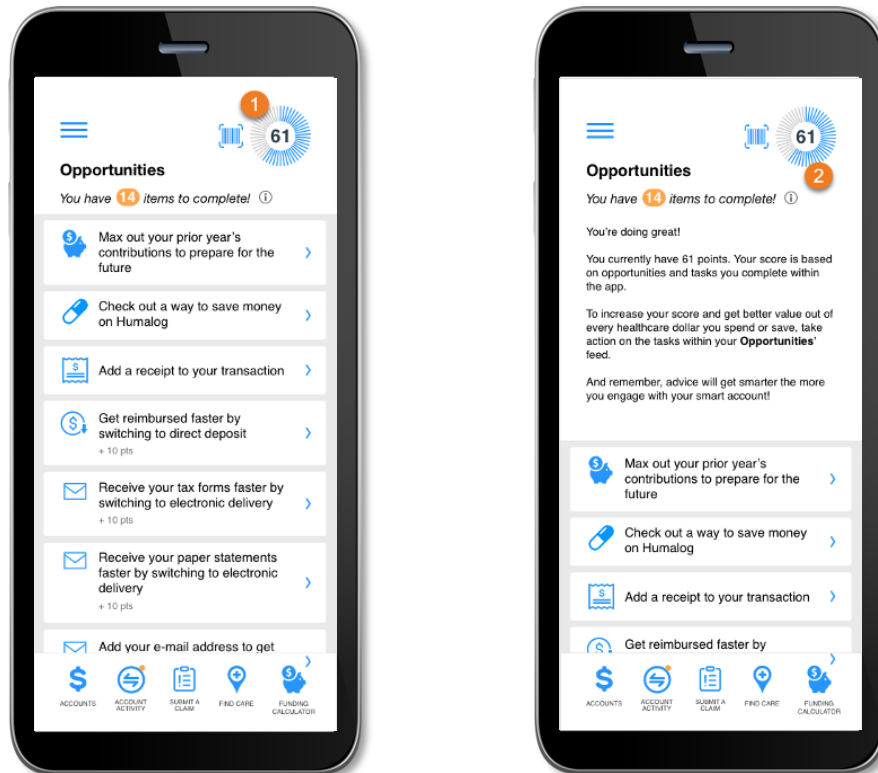 1
61
Opportunities
You have 14 items to complete!
Max out your prior year's
contributions to prepare for the
future
Check out a way to save money
on Humalog
Add a receipt to your transaction
Get reimbursed faster by
switching to direct deposit
+ 10 pts
Receive your tax forms faster by
switching to electronic delivery
+ 10 pts
Receive your paper statements
faster by switching to electronic
delivery
+ 10 pts
Add your e-mail address to get
ACCOUNTS
ACCOUNT
ACTIVITY
SUBMIT A
CLAIM
FIND CARE
FUNDING
CALCULATOR
61
2
Opportunities
You have 14 items to complete!
You're doing great!
You currently have 61 points. Your score is based
on opportunities and tasks you complete within
the app.
To increase your score and get better value out of
every healthcare dollar you spend or save, take
action on the tasks within your Opportunities'
feed.
And remember, advice will get smarter the more
you engage with your smart account!
Max out your prior year's
contributions to prepare for the
future
Check out a way to save money
on Humalog
Add a receipt to your transaction
Get reimbursed faster by
ACCOUNTS
ACCOUNT
ACTIVITY
SUBMIT A
CLAIM
FIND CARE
FUNDING
CALCULATOR